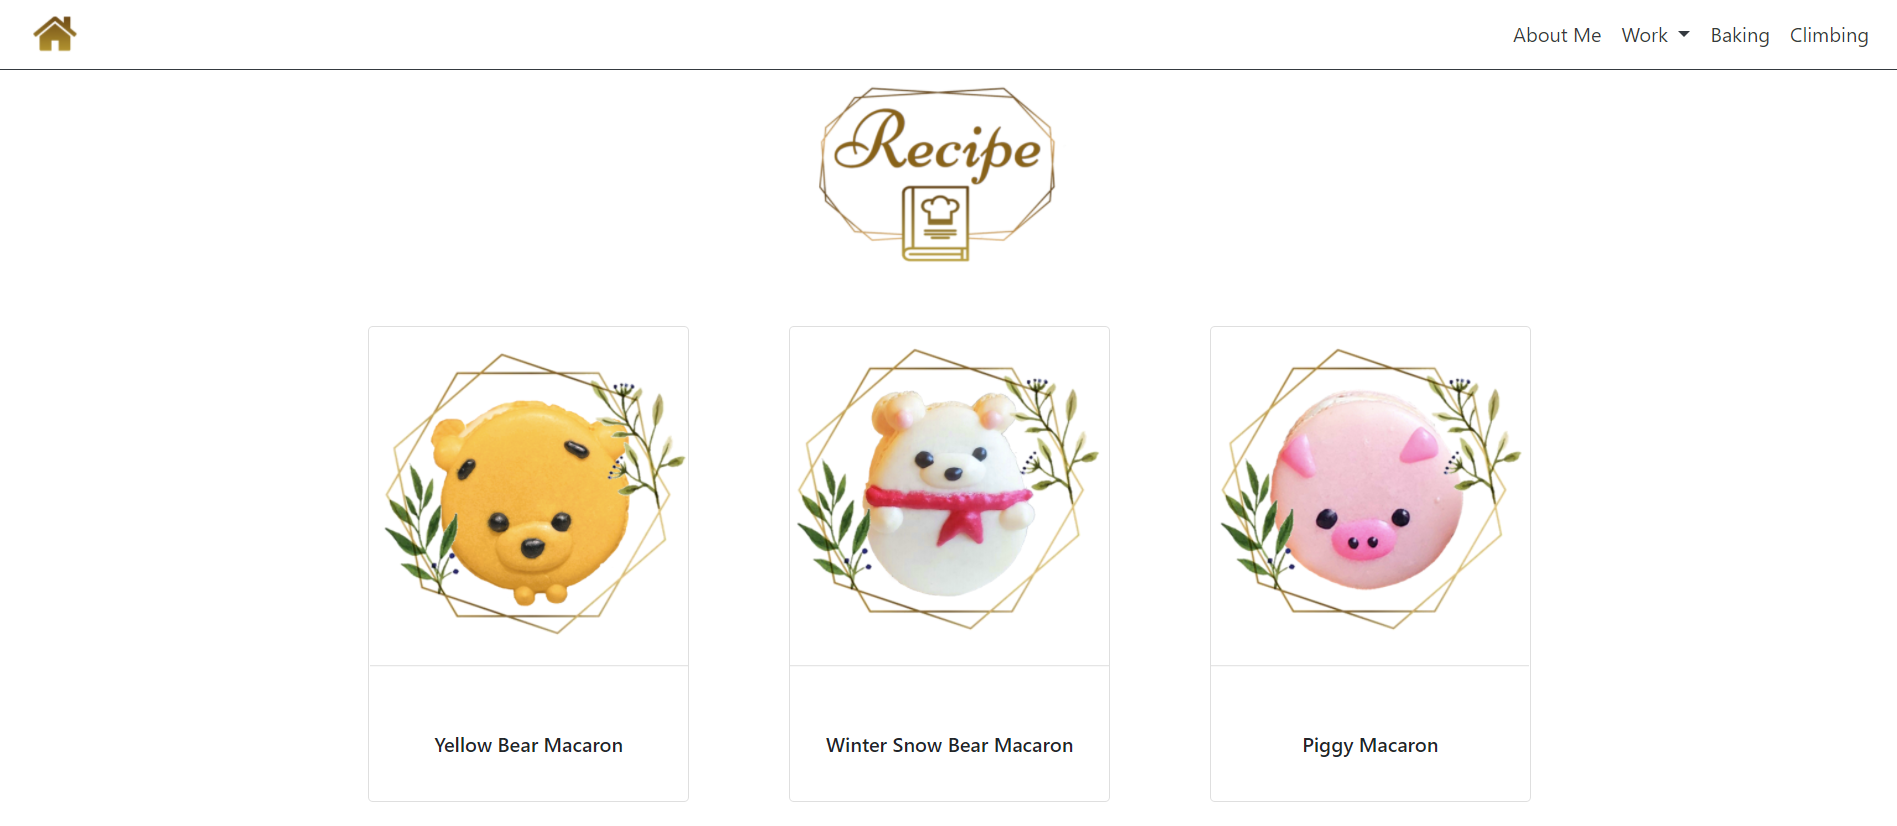 About Me Work Baking Climbing
Recipe
Yellow Bear Macaron
Winter Snow Bear Macaron
Piggy Macaron